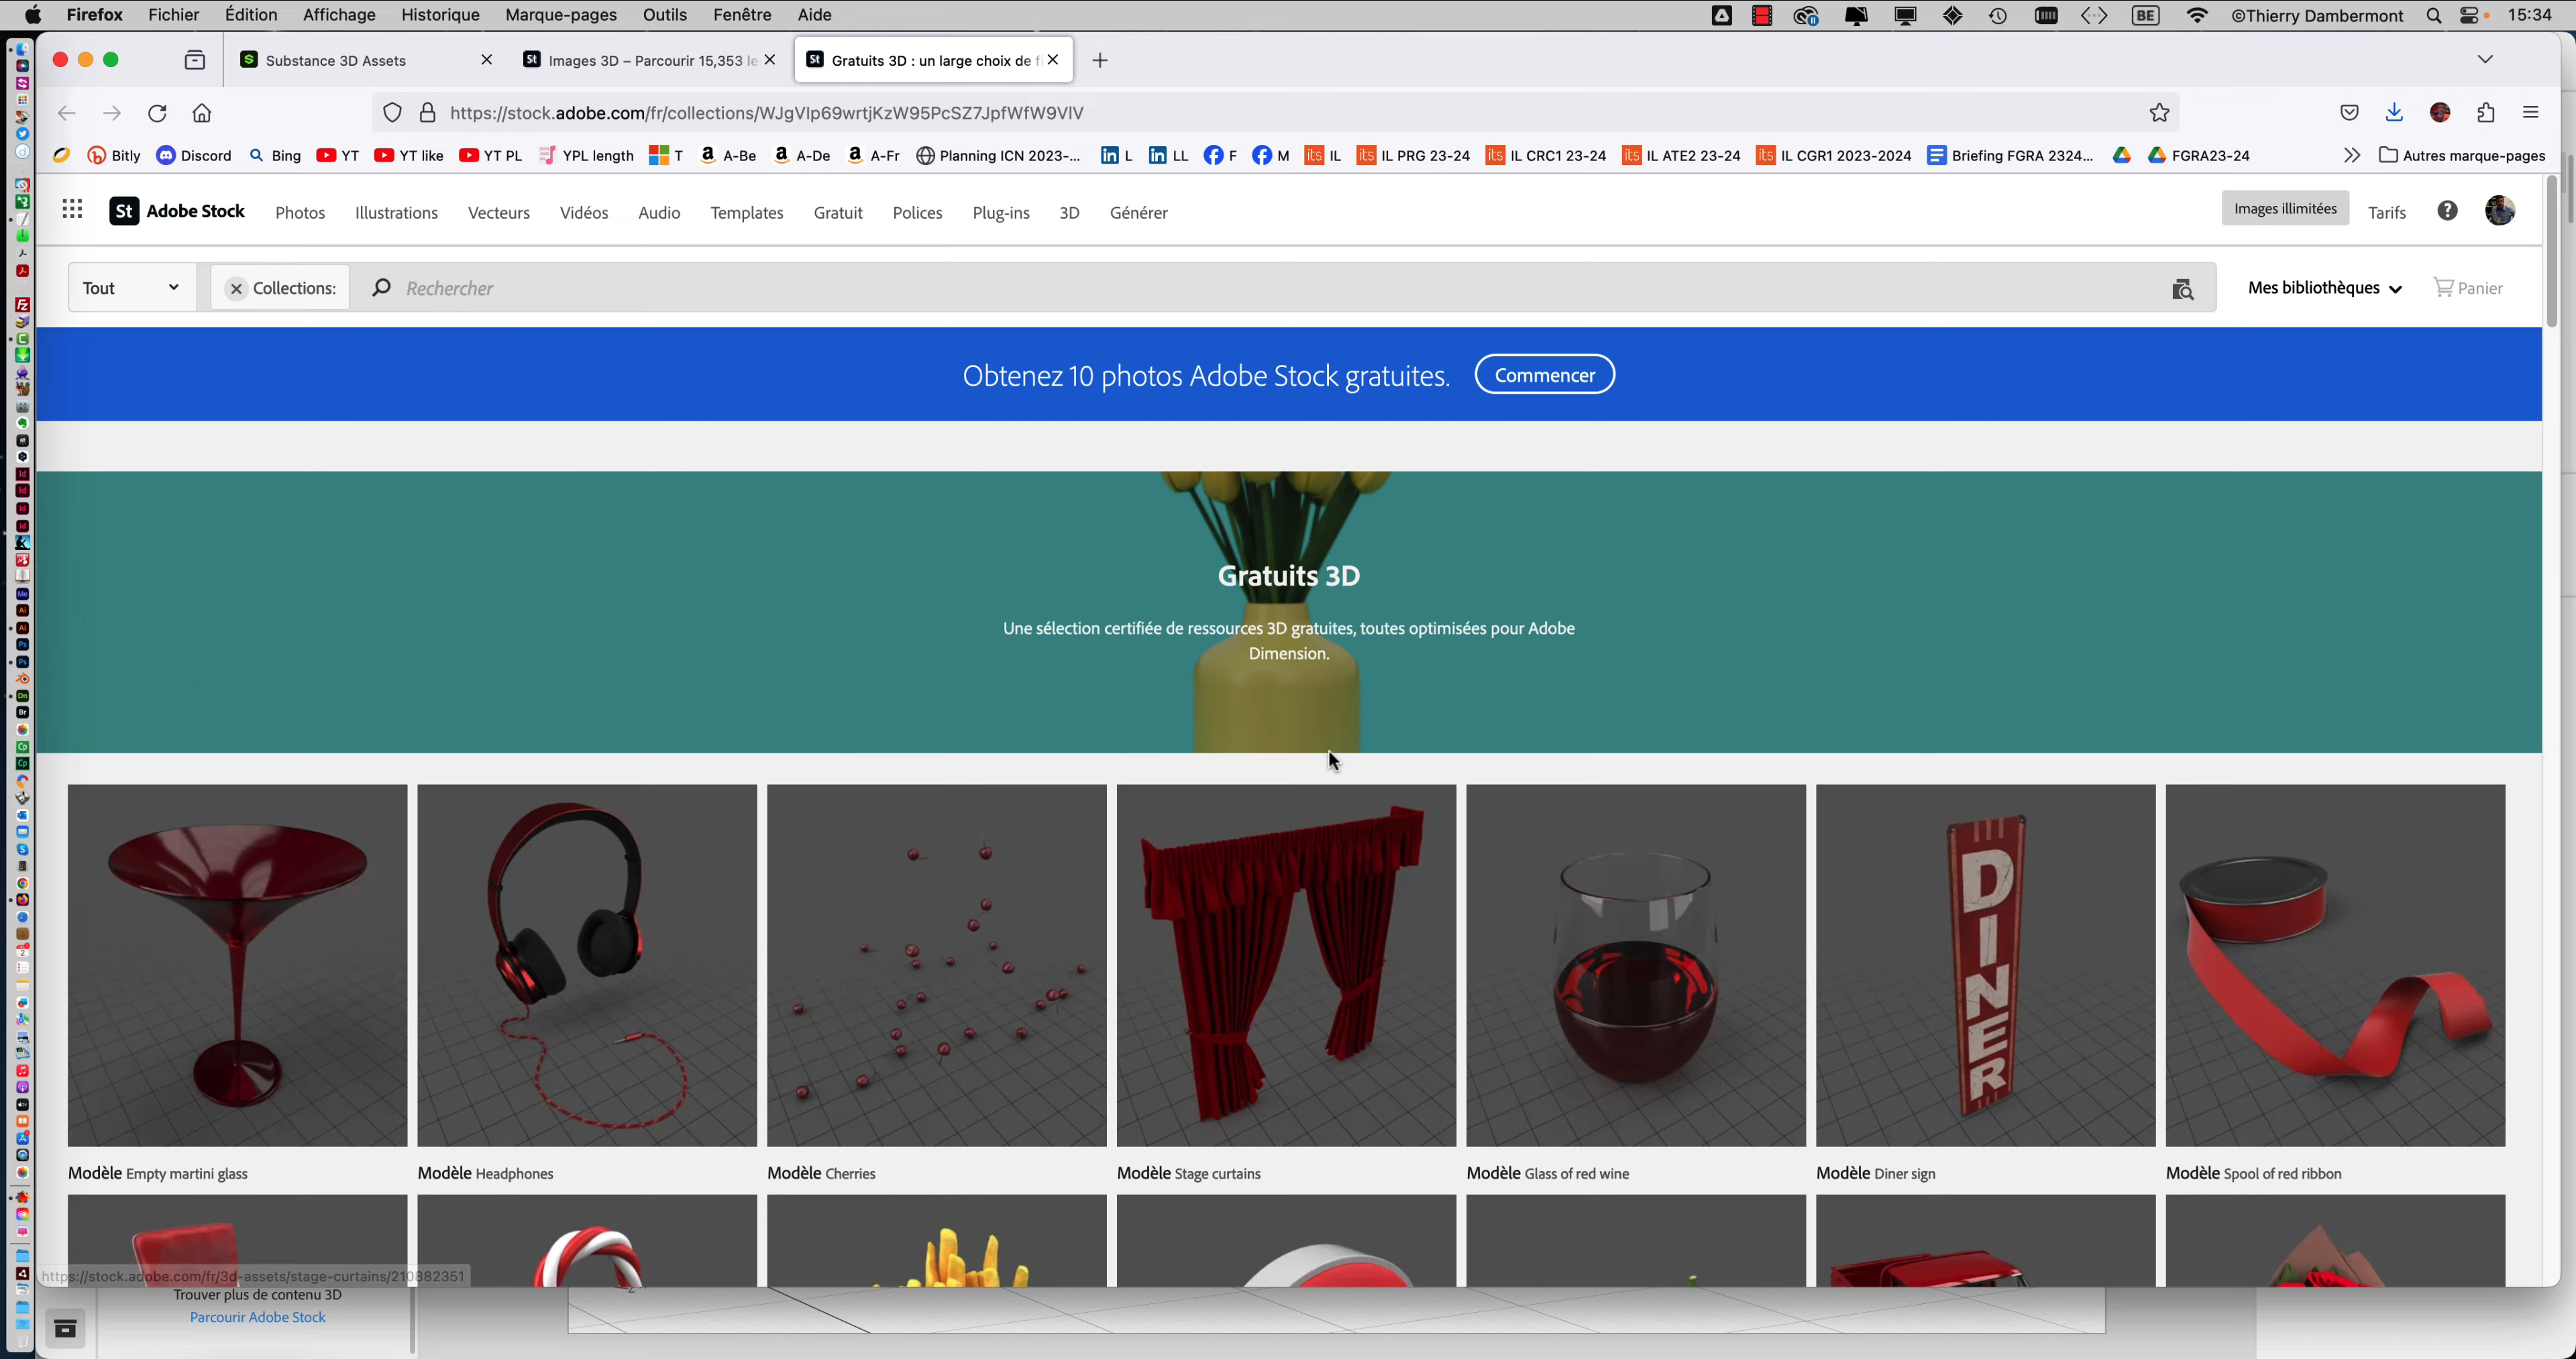 Firefox Fichier Édition Affichage Historique Marque-pages Outils Fenêtre Aide BE ©Thierry Dambermont 15:34
Substance 3D Assets
Images 3D – Parcourir 15,353 le
Gratuits 3D : un large choix de f
https://stock.adobe.com/fr/collections/WJgVIp69wrtjKzW95PcSZ7JpfWfW9VlV
Bitly Discord Bing YT YT like YT PL YPL length T A-Be A-De A-Fr Planning ICN 2023-... L LL F M IL IL PRG 23-24 IL CRC1 23-24 IL ATE2 23-24 IL CGR1 2023-2024 Briefing FGRA 2324... FGRA23-24 Autres marque-pages
St Adobe Stock Photos Illustrations Vecteurs Vidéos Audio Templates Gratuit Polices Plug-ins 3D Générer Images illimitées Tarifs
Tout Collections: Rechercher Mes bibliothèques Panier
Obtenez 10 photos Adobe Stock gratuites. Commencer
Gratuits 3D
Une sélection certifiée de ressources 3D gratuites, toutes optimisées pour Adobe
Dimension.
DINER
Modèle Empty martini glass
Modèle Headphones
Modèle Cherries
Modèle Stage curtains
Modèle Glass of red wine
Modèle Diner sign
Modèle Spool of red ribbon
https://stock.adobe.com/fr/3d-assets/stage-curtains/210882351
Trouver plus de contenu 3D
Parcourir Adobe Stock